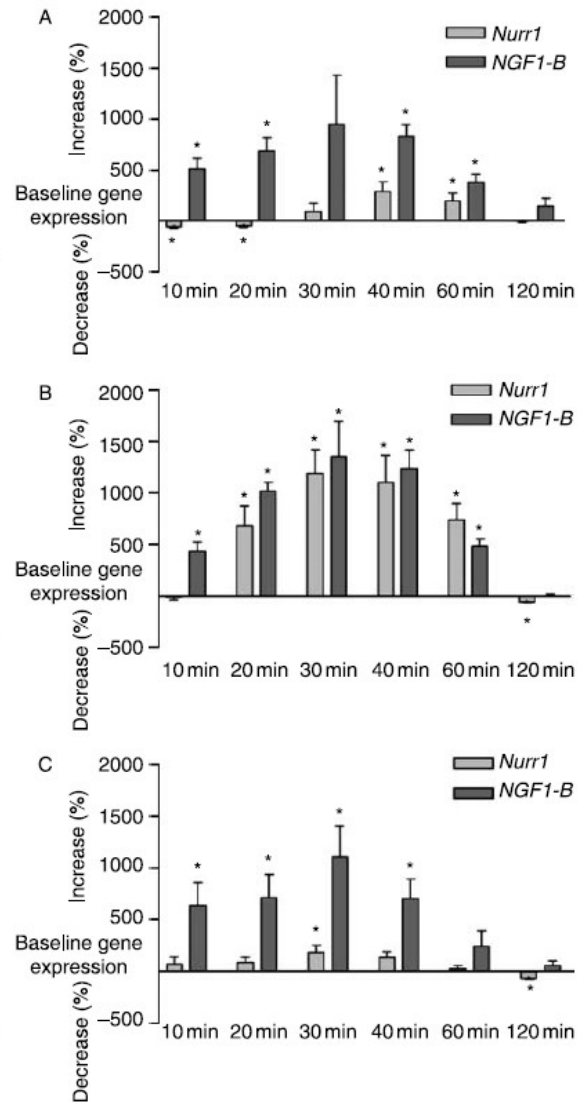 A
2000
Nurr1
NGF1-B
1500
Increase (%)
1000
500
Baseline gene
expression
Decrease (%)
–500
10 min 20 min 30 min 40 min 60 min 120 min
* * * * * * * *
B
2000
Nurr1
NGF1-B
1500
Increase (%)
1000
500
Baseline gene
expression
Decrease (%)
–500
10 min 20 min 30 min 40 min 60 min 120 min
* * * * * * * * * *
C
2000
Nurr1
NGF1-B
1500
Increase (%)
1000
500
Baseline gene
expression
Decrease (%)
–500
10 min 20 min 30 min 40 min 60 min 120 min
* * * * * *